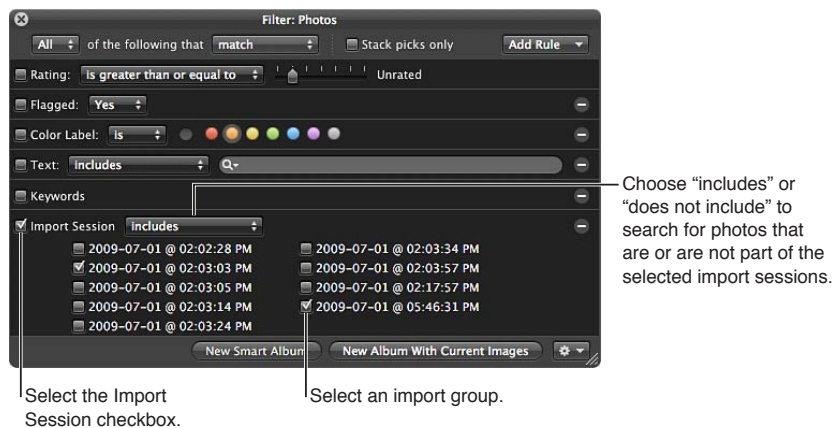 Filter: Photos
All of the following that match Stack picks only Add Rule
Rating: is greater than or equal to Unrated
Flagged: Yes
Color Label: is
Text: includes
Keywords
Import Session includes
2009-07-01 @ 02:02:28 PM 2009-07-01 @ 02:03:34 PM
2009-07-01 @ 02:03:03 PM 2009-07-01 @ 02:03:57 PM
2009-07-01 @ 02:03:05 PM 2009-07-01 @ 02:17:57 PM
2009-07-01 @ 02:03:14 PM 2009-07-01 @ 05:46:31 PM
2009-07-01 @ 02:03:24 PM
New Smart Album New Album With Current Images
Choose “includes” or
“does not include” to
search for photos that
are or are not part of the
selected import sessions.
Select the Import
Session checkbox.
Select an import group.